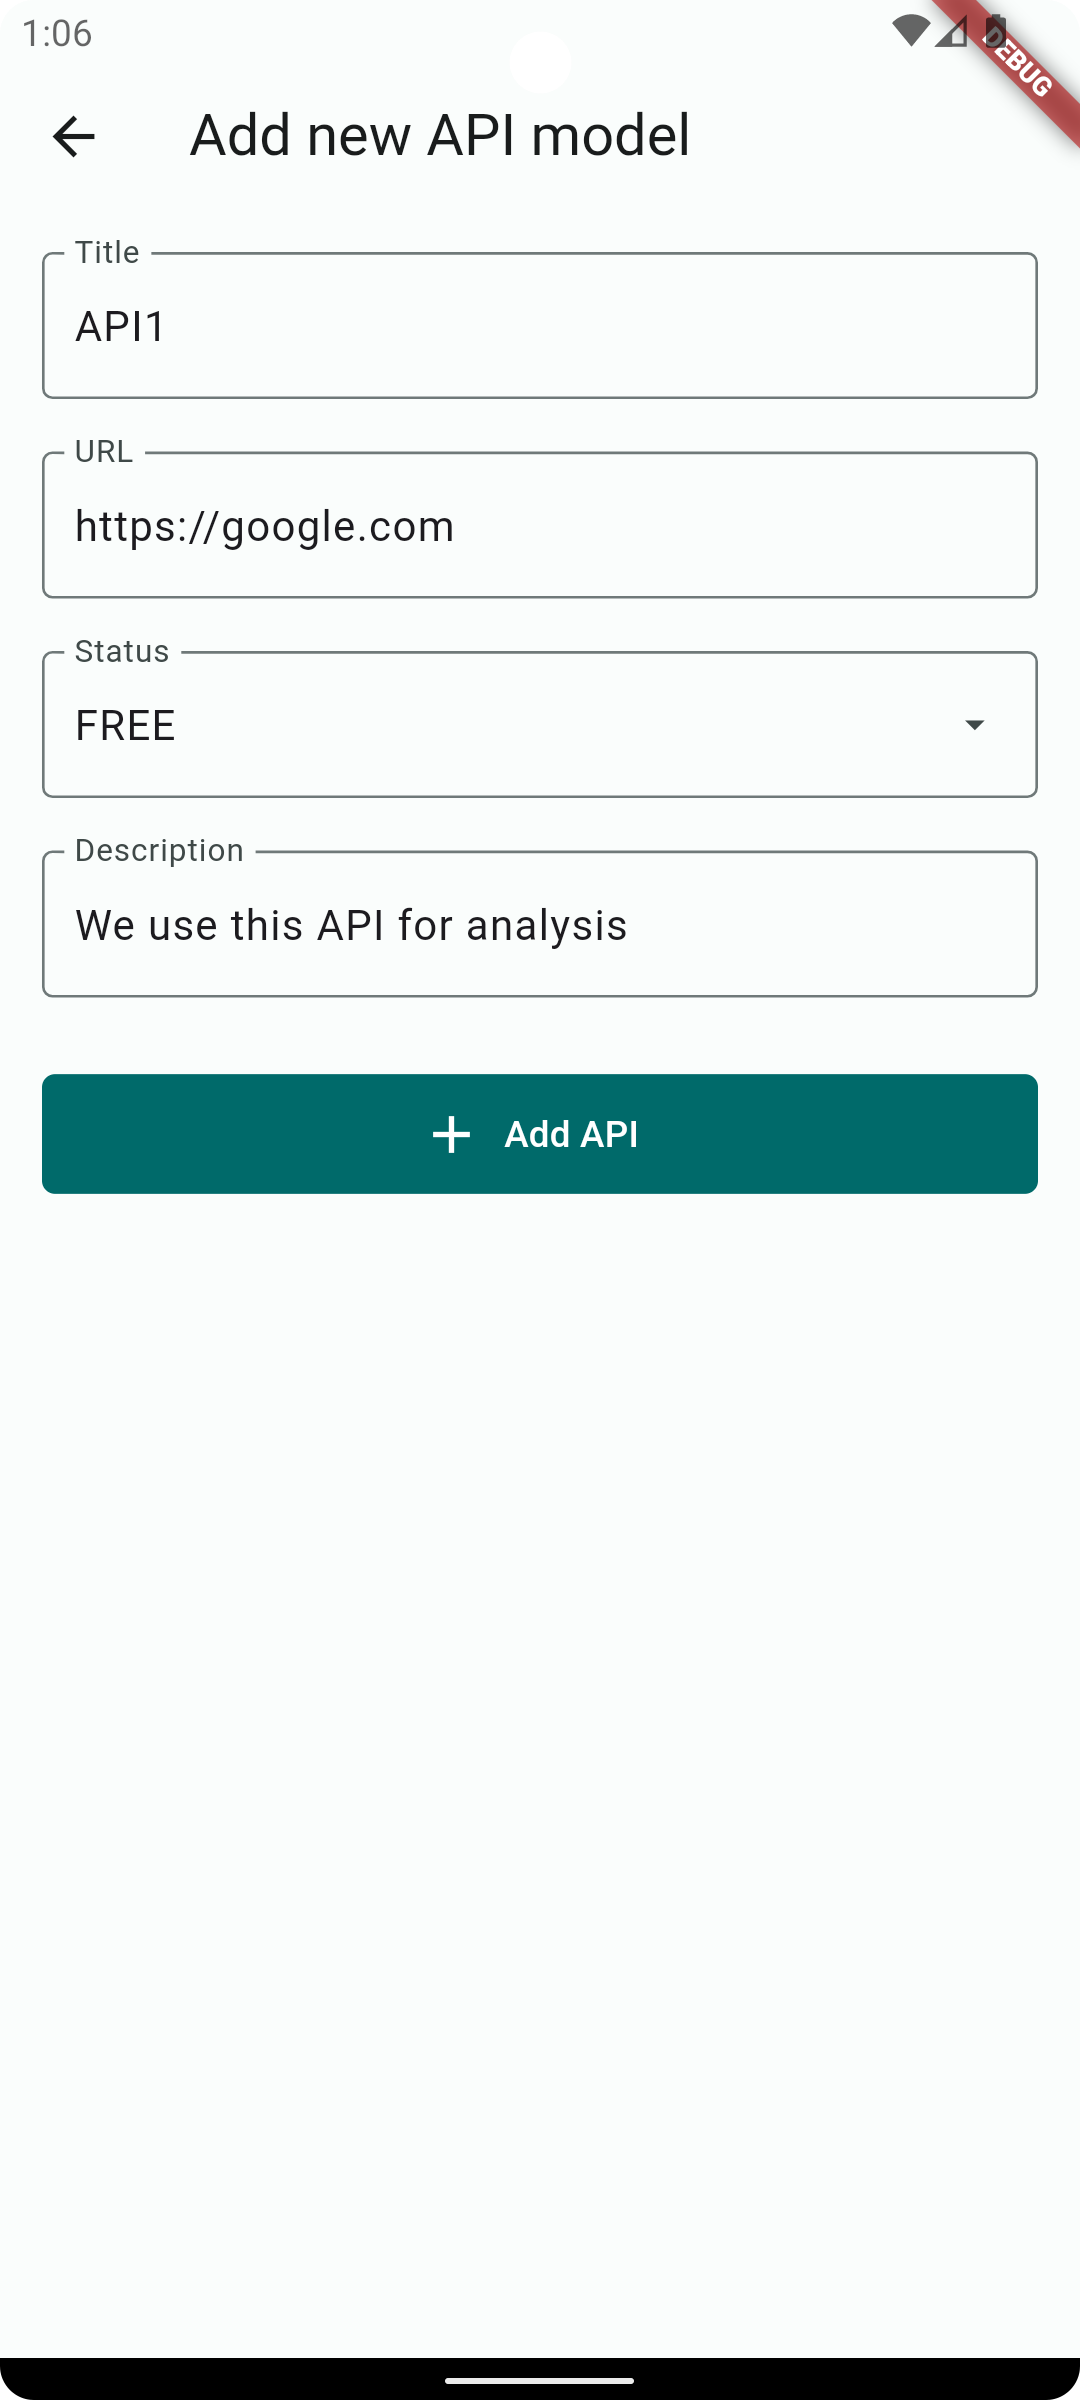 1:06
DEBUG
Add new API model
Title
API1
URL
https://google.com
Status
FREE
Description
We use this API for analysis
Add API